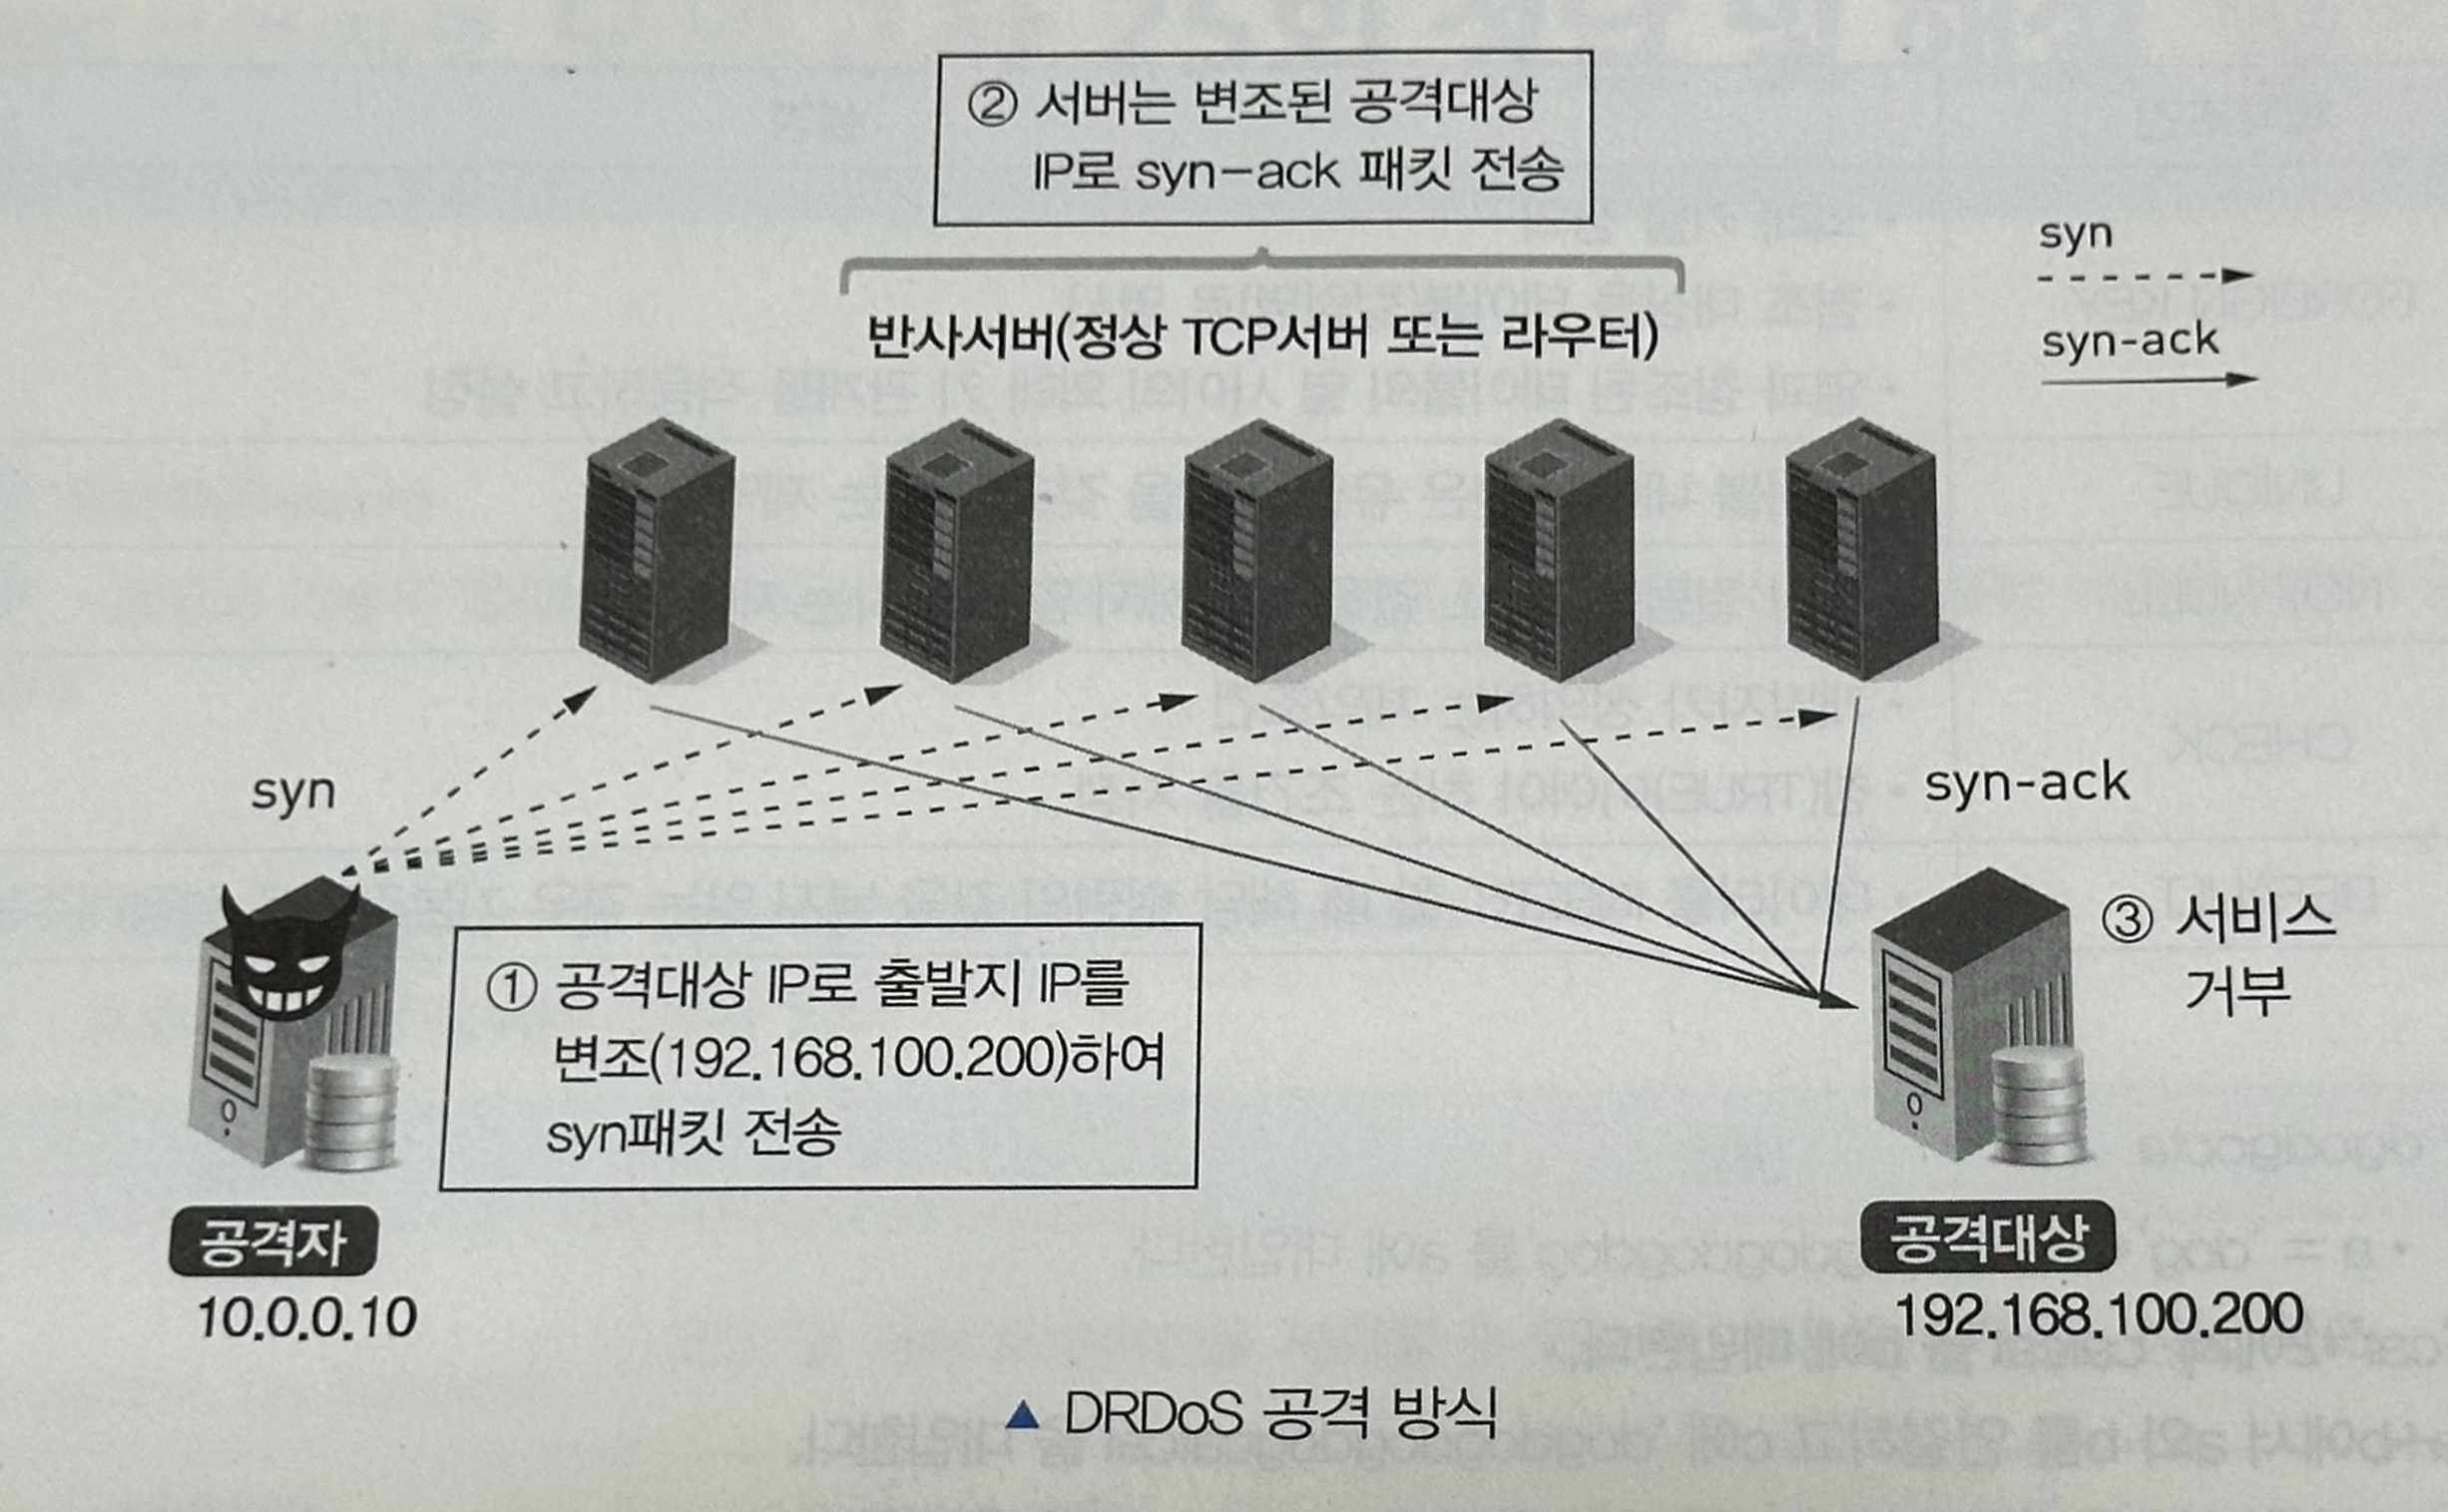 ② 서버는 변조된 공격대상
IP로 syn-ack 패킷 전송
syn
syn-ack
반사서버(정상 TCP서버 또는 라우터)
syn
syn-ack
① 공격대상 IP로 출발지 IP를
변조(192.168.100.200)하여
syn패킷 전송
③ 서비스
거부
공격자
10.0.0.10
공격대상
192.168.100.200
▲ DRDoS 공격 방식